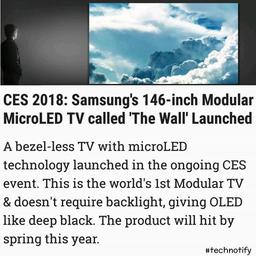 CES 2018: Samsung's 146-inch Modular
MicroLED TV called 'The Wall' Launched
A bezel-less TV with microLED
technology launched in the ongoing CES
event. This is the world's 1st Modular TV
& doesn't require backlight, giving OLED
like deep black. The product will hit by
spring this year.
#technotify